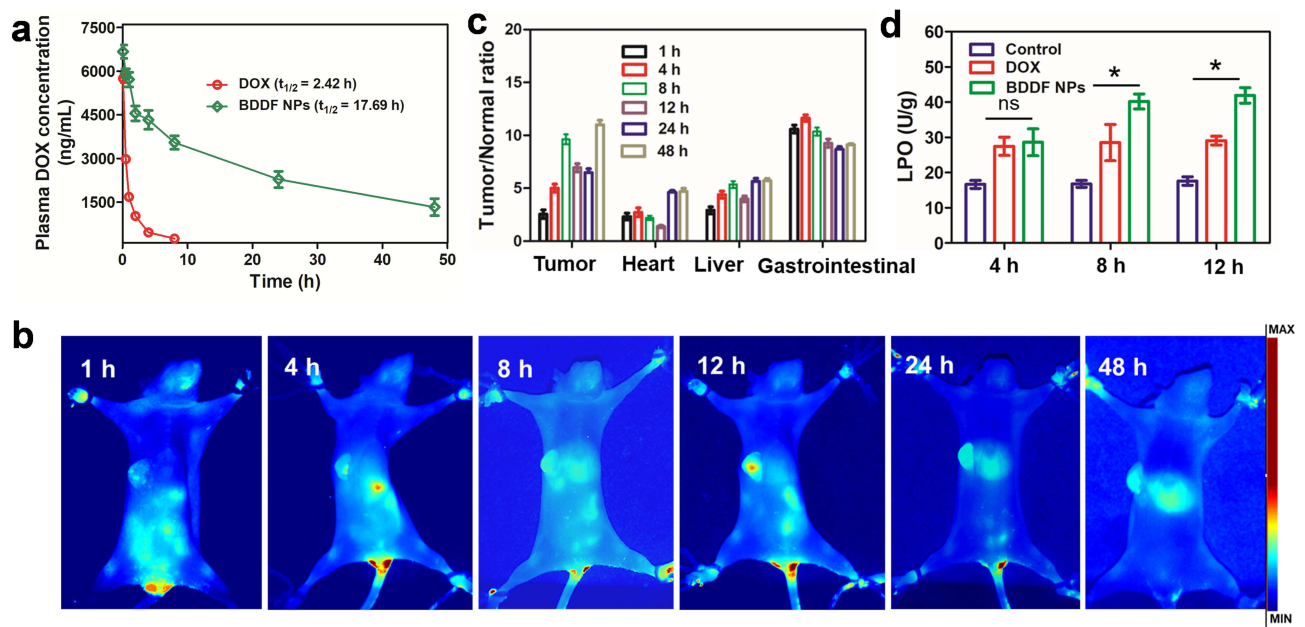 a
Plasma DOX concentration
(ng/mL)
7500
6000
4500
3000
1500
DOX (t1/2 = 2.42 h)
BDDF NPs (t1/2 = 17.69 h)
0
10
20
30
40
50
Time (h)
c
Tumor/Normal ratio
20
15
10
5
0
1 h
4 h
8 h
12 h
24 h
48 h
Tumor
Heart
Liver
Gastrointestinal
d
LPO (U/g)
60
50
40
30
20
10
0
Control
DOX
BDDF NPs
ns
*
*
4 h
8 h
12 h
b
1 h
4 h
8 h
12 h
24 h
48 h
MAX
MIN